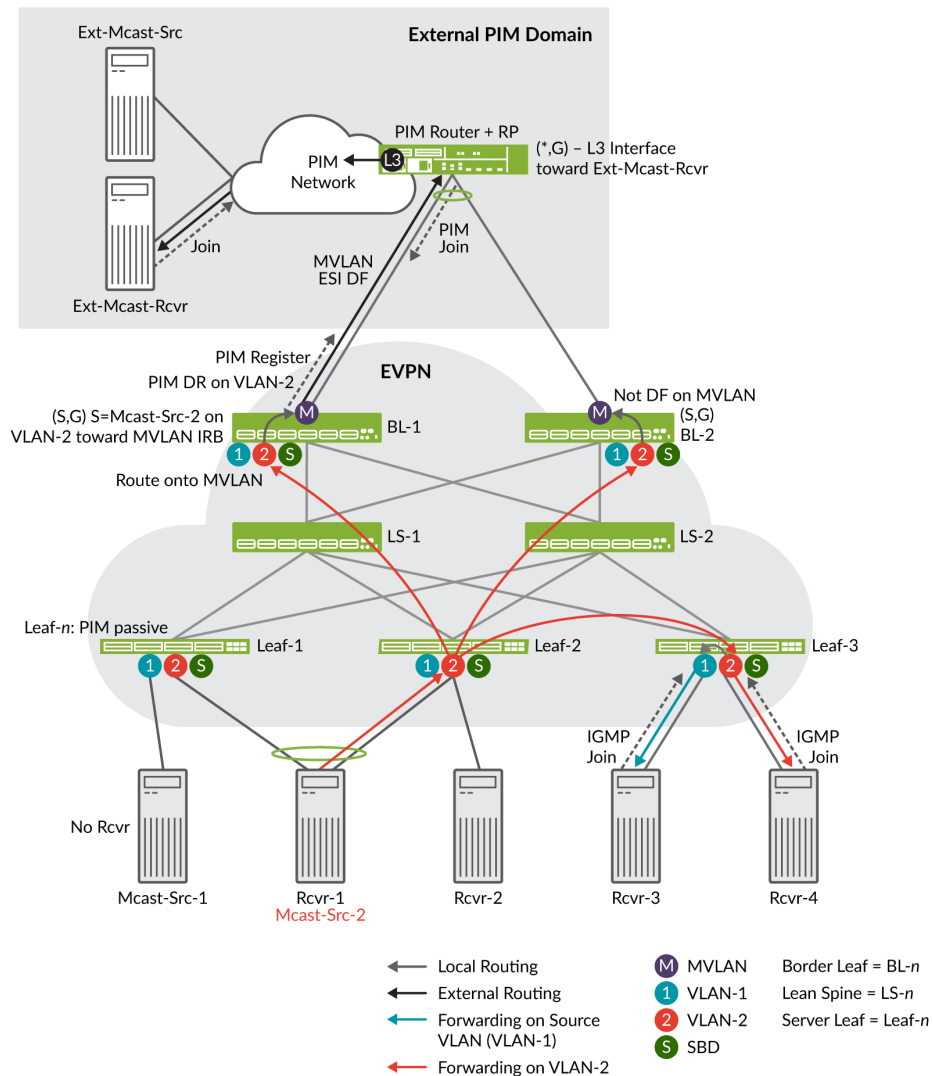 Ext-Mcast-Src
External PIM Domain
PIM Router + RP
(*,G) – L3 Interface
toward Ext-Mcast-Rcvr
L3
PIM
Network
Join
PIM
Join
MVLAN
ESI DF
Ext-Mcast-Rcvr
PIM Register
PIM DR on VLAN-2
EVPN
Not DF on MVLAN
(S,G)
(S,G) S=Mcast-Src-2 on
VLAN-2 toward MVLAN IRB
M
BL-1
M
BL-2
1 2 S
1 2 S
Route onto MVLAN
LS-1
LS-2
Leaf-n: PIM passive
Leaf-1
Leaf-2
Leaf-3
1 2 S
1 2 S
1 2 S
IGMP
Join
IGMP
Join
No Rcvr
Mcast-Src-1
Rcvr-1
Mcast-Src-2
Rcvr-2
Rcvr-3
Rcvr-4
Local Routing
External Routing
Forwarding on Source
VLAN (VLAN-1)
Forwarding on VLAN-2
M MVLAN
1 VLAN-1
2 VLAN-2
S SBD
Border Leaf = BL-n
Lean Spine = LS-n
Server Leaf = Leaf-n